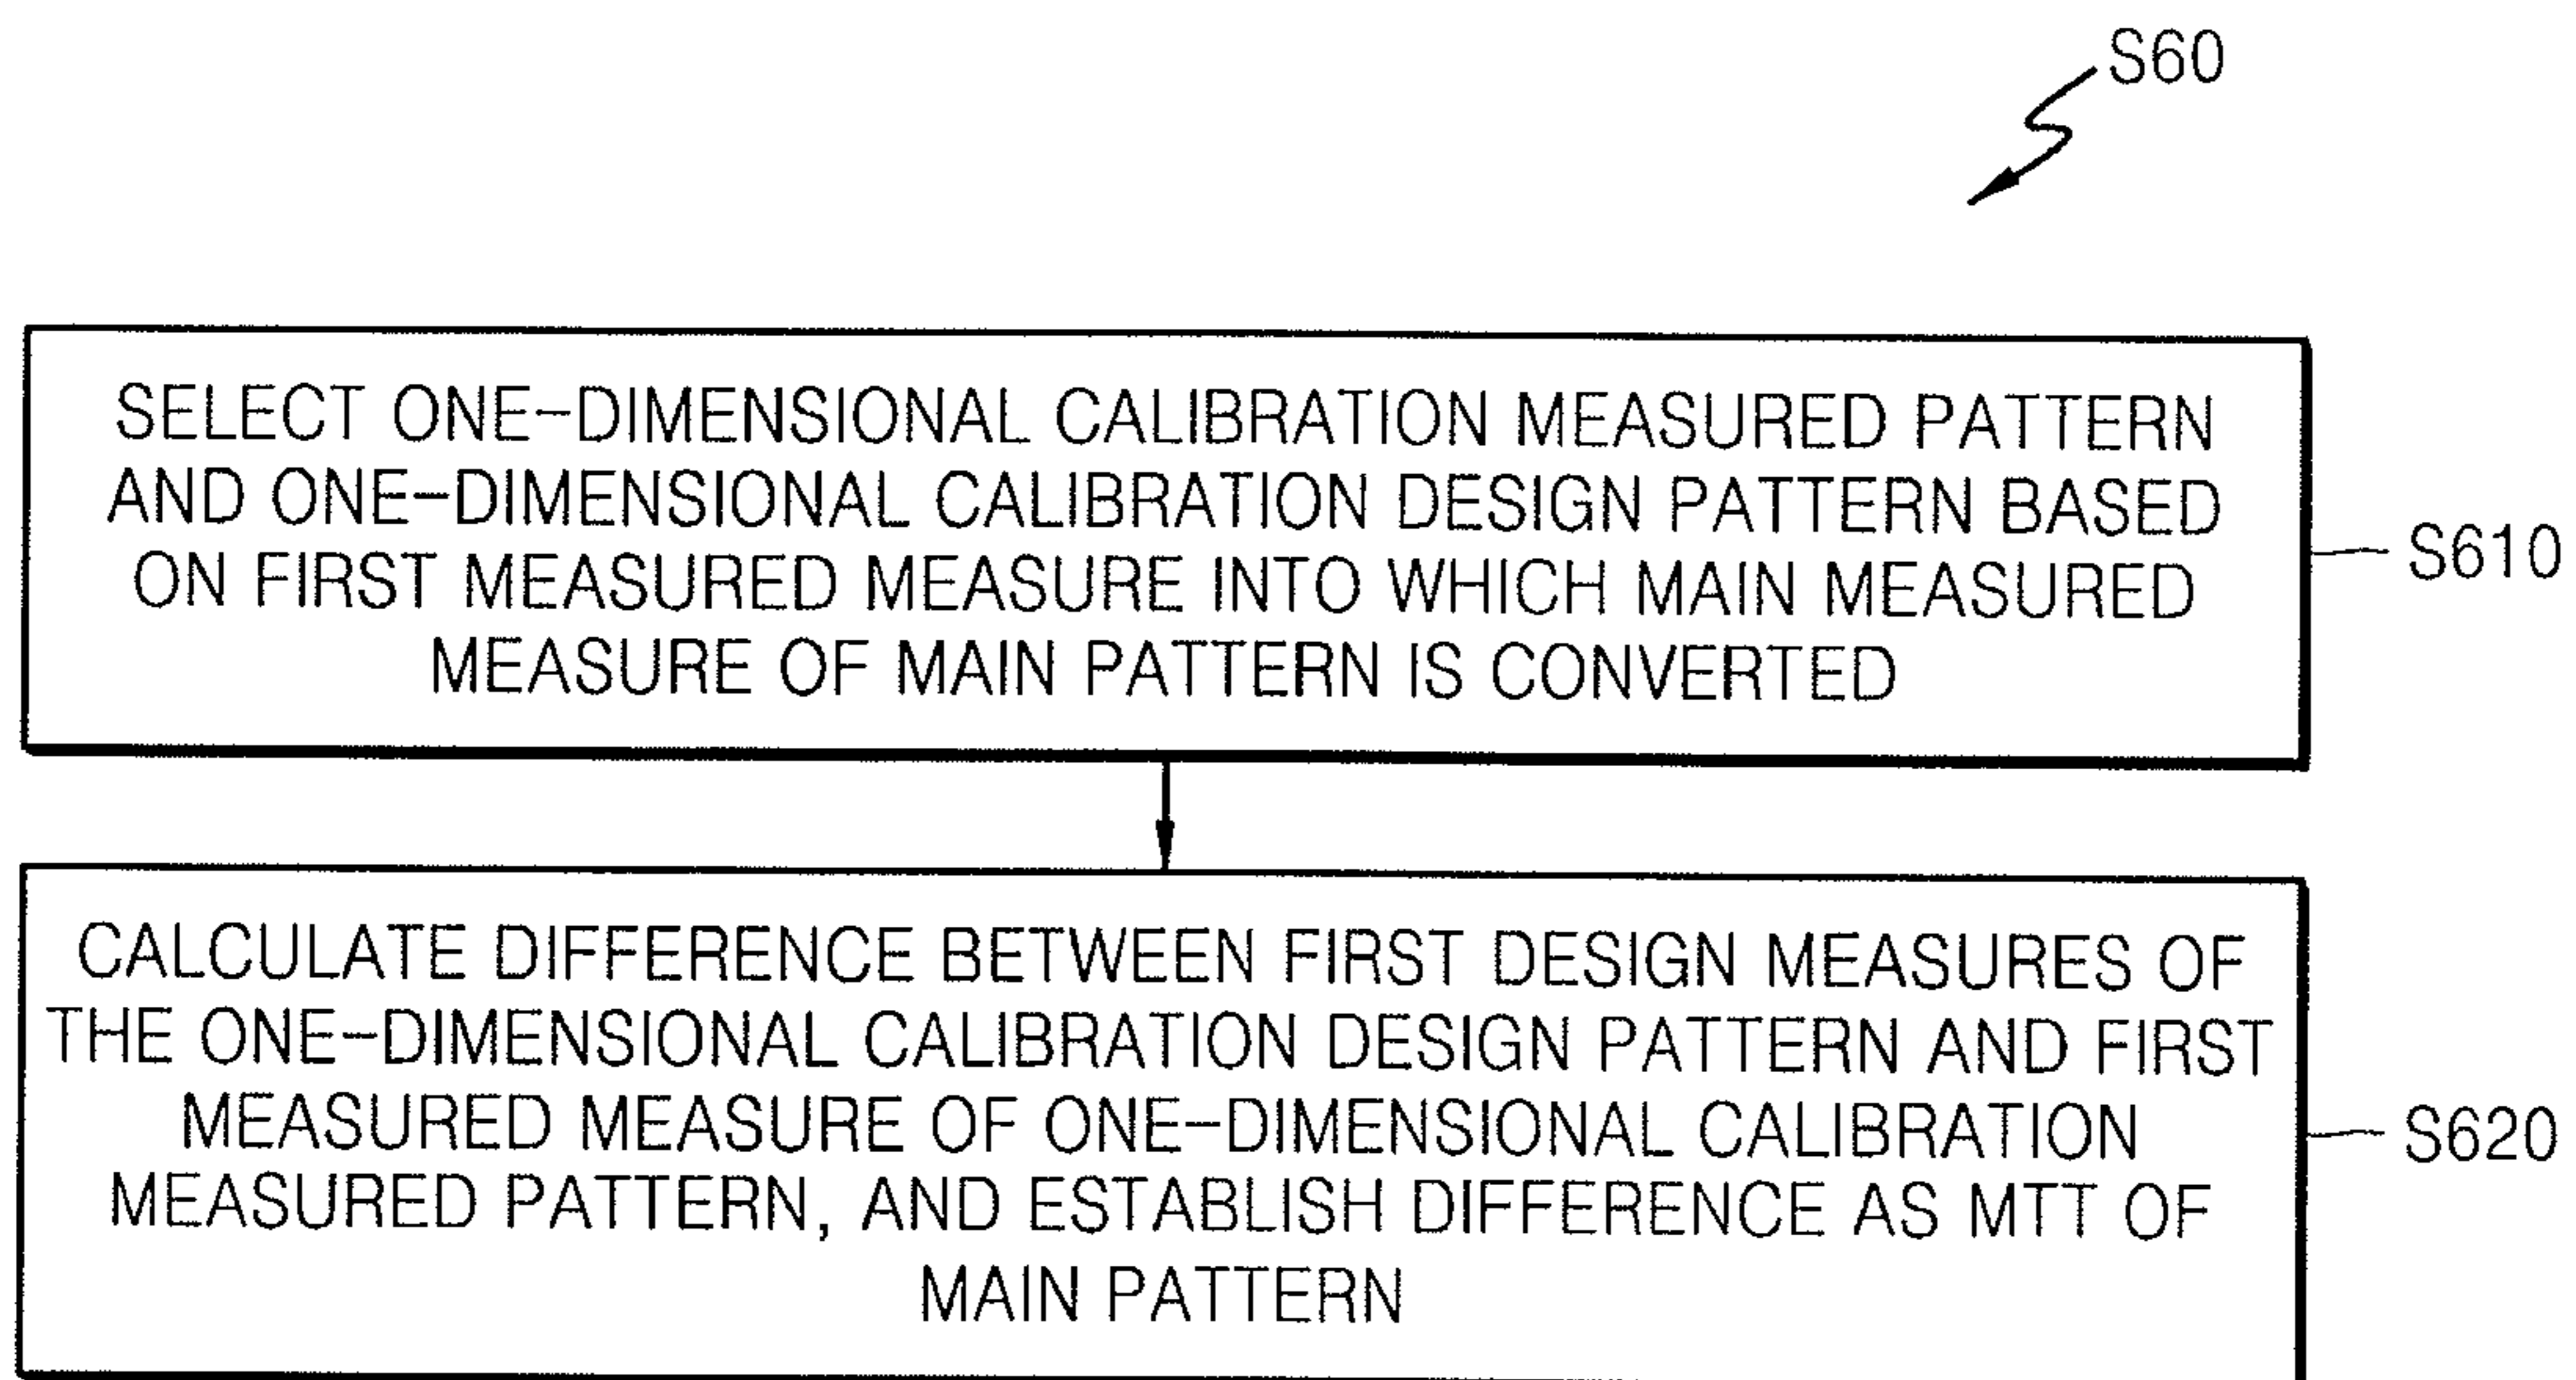 S60
SELECT ONE-DIMENSIONAL CALIBRATION MEASURED PATTERN
AND ONE-DIMENSIONAL CALIBRATION DESIGN PATTERN BASED
ON FIRST MEASURED MEASURE INTO WHICH MAIN MEASURED
MEASURE OF MAIN PATTERN IS CONVERTED
S610
CALCULATE DIFFERENCE BETWEEN FIRST DESIGN MEASURES OF
THE ONE-DIMENSIONAL CALIBRATION DESIGN PATTERN AND FIRST
MEASURED MEASURE OF ONE-DIMENSIONAL CALIBRATION
MEASURED PATTERN, AND ESTABLISH DIFFERENCE AS MTT OF
MAIN PATTERN
S620